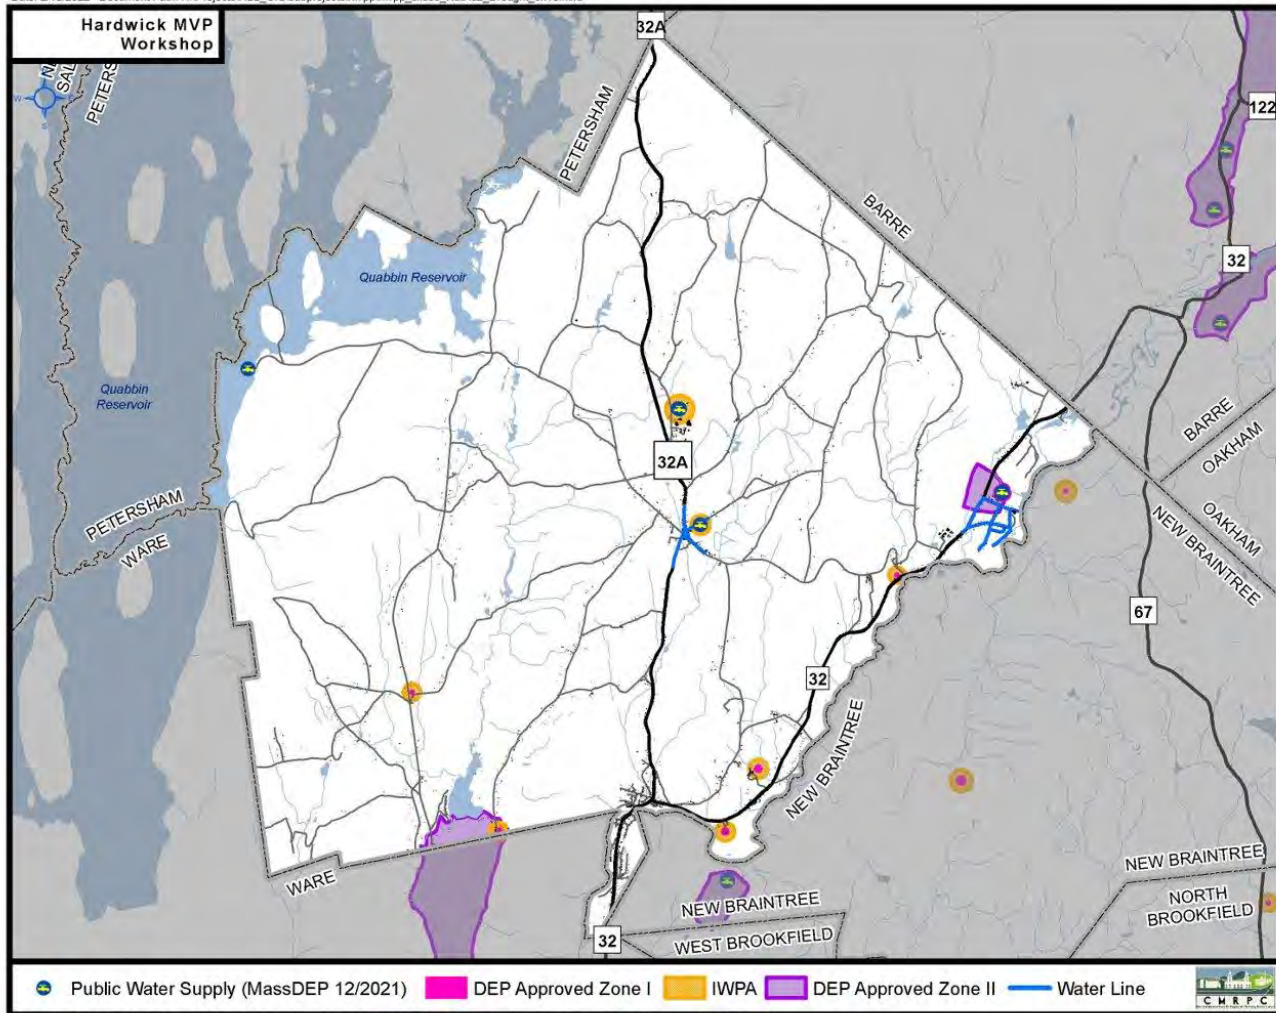 Hardwick MVP
Workshop
32A
PETERSHAM
PETERSHAM
122
BARRE
32
Quabbin Reservoir
Quabbin
Reservoir
32A
BARRE
OAKHAM
PETERSHAM
WARE
OAKHAM
NEW BRAINTREE
67
32
NEW BRAINTREE
WARE
NEW BRAINTREE
NEW BRAINTREE
NORTH
BROOKFIELD
WEST BROOKFIELD
32
Public Water Supply (MassDEP 12/2021)
DEP Approved Zone I
IWPA
DEP Approved Zone II
Water Line
CMRPC